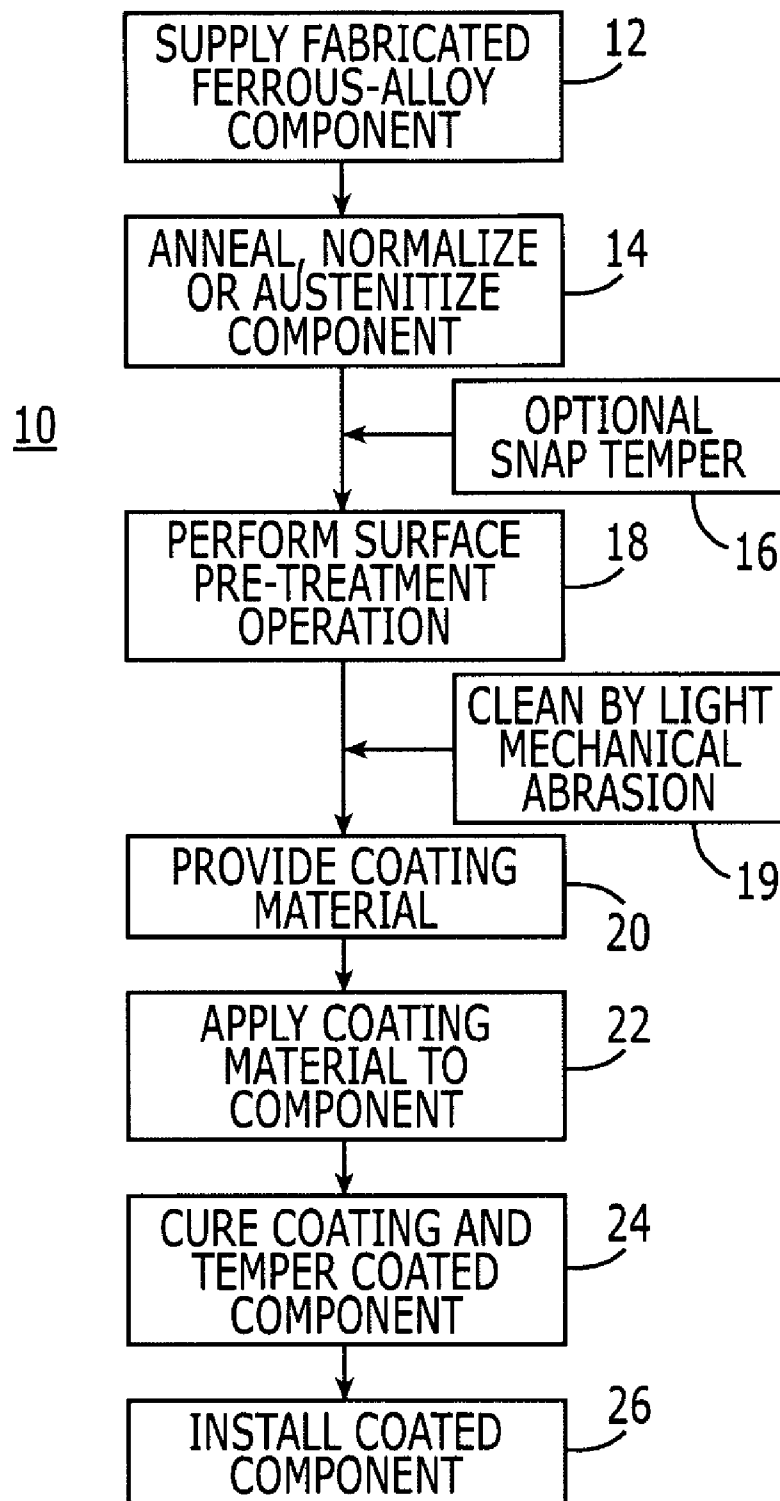 SUPPLY FABRICATED
FERROUS-ALLOY
COMPONENT
12
ANNEAL, NORMALIZE
OR AUSTENITIZE
COMPONENT
14
10
OPTIONAL
SNAP TEMPER
16
PERFORM SURFACE
PRE-TREATMENT
OPERATION
18
CLEAN BY LIGHT
MECHANICAL
ABRASION
19
PROVIDE COATING
MATERIAL
20
APPLY COATING
MATERIAL TO
COMPONENT
22
CURE COATING AND
TEMPER COATED
COMPONENT
24
INSTALL COATED
COMPONENT
26